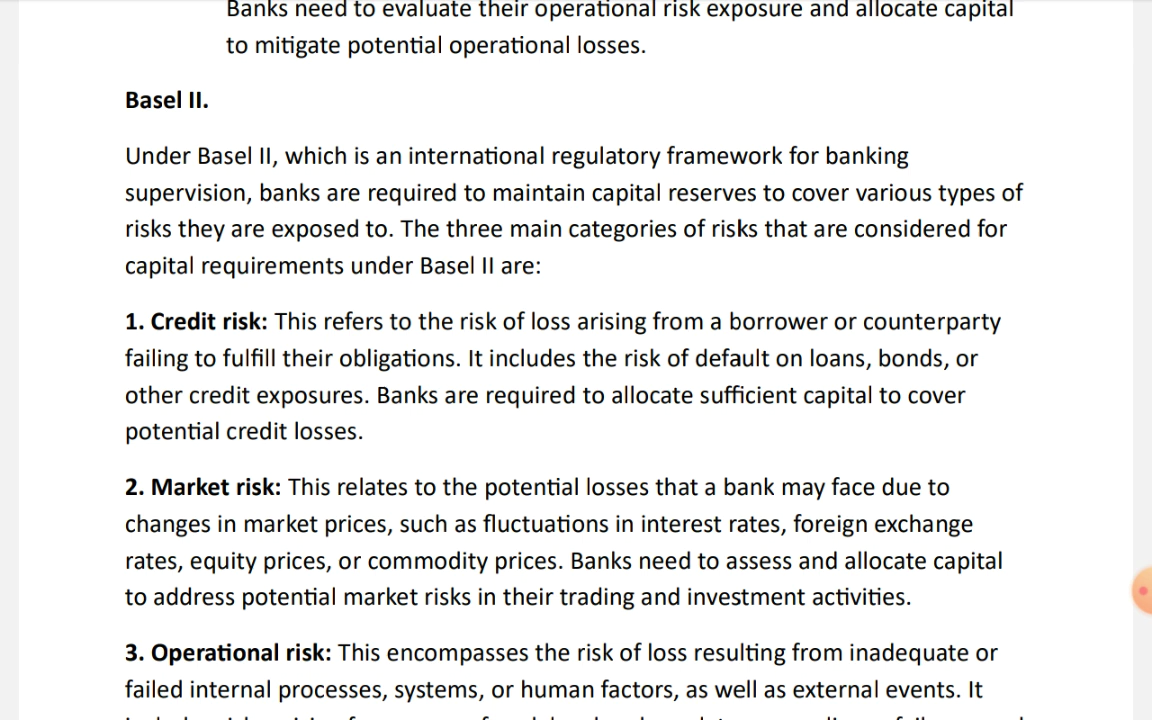 Banks need to evaluate their operational risk exposure and allocate capital
to mitigate potential operational losses.
Basel II.
Under Basel II, which is an international regulatory framework for banking
supervision, banks are required to maintain capital reserves to cover various types of
risks they are exposed to. The three main categories of risks that are considered for
capital requirements under Basel II are:
1. Credit risk: This refers to the risk of loss arising from a borrower or counterparty
failing to fulfill their obligations. It includes the risk of default on loans, bonds, or
other credit exposures. Banks are required to allocate sufficient capital to cover
potential credit losses.
2. Market risk: This relates to the potential losses that a bank may face due to
changes in market prices, such as fluctuations in interest rates, foreign exchange
rates, equity prices, or commodity prices. Banks need to assess and allocate capital
to address potential market risks in their trading and investment activities.
3. Operational risk: This encompasses the risk of loss resulting from inadequate or
failed internal processes, systems, or human factors, as well as external events. It